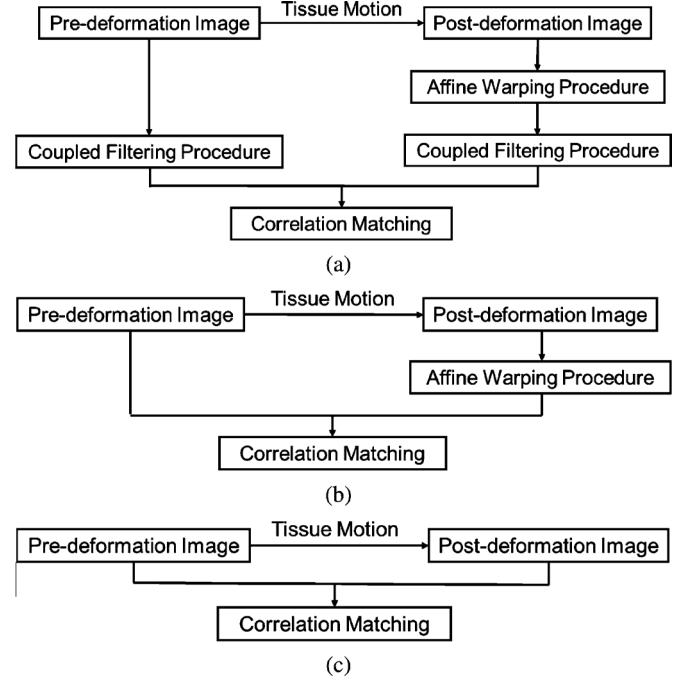 Tissue Motion
Pre-deformation Image
Post-deformation Image
Affine Warping Procedure
Coupled Filtering Procedure
Coupled Filtering Procedure
Correlation Matching
(a)
Tissue Motion
Pre-deformation Image
Post-deformation Image
Affine Warping Procedure
Correlation Matching
(b)
Tissue Motion
Pre-deformation Image
Post-deformation Image
Correlation Matching
(c)